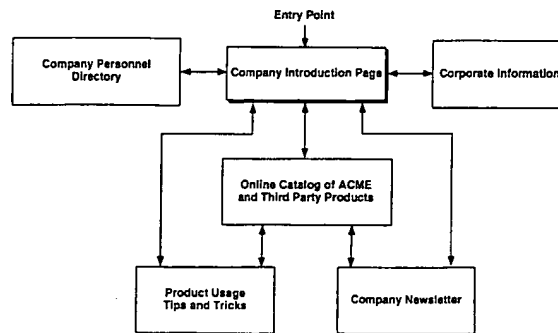 Entry Point
Company Personnel
Directory
Company Introduction Page
Corporate Information
Online Catalog of ACME
and Third Party Products
Product Usage
Tips and Tricks
Company Newsletter